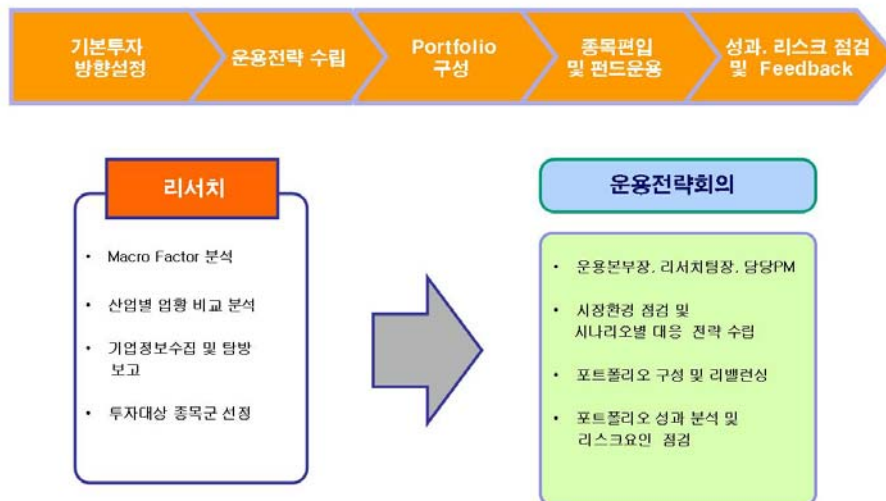 기본투자
방향설정
운용전략 수립
Portfolio
구성
종목편입
및 펀드운용
성과, 리스크 점검
및 Feedback
리서치
• Macro Factor 분석
• 산업별 업황 비교 분석
• 기업정보수집 및 탐방
보고
• 투자대상 종목군 선정
운용전략회의
• 운용본부장, 리서치팀장, 담당PM
• 시장환경 점검 및
시나리오별 대응 전략 수립
• 포트폴리오 구성 및 리밸런싱
• 포트폴리오 성과 분석 및
리스크요인 점검